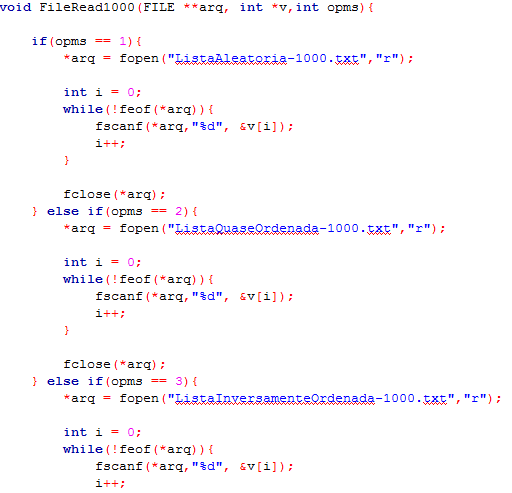 void FileRead1000(FILE **arq, int *v,int opms){
if(opms == 1){
*arq = fopen("ListaAleatoria-1000.txt","r");
int i = 0;
while(!feof(*arq)){
fscanf(*arq,"%d", &v[i]);
i++;
}
fclose(*arq);
} else if(opms == 2){
*arq = fopen("ListaQuaseOrdenada-1000.txt","r");
int i = 0;
while(!feof(*arq)){
fscanf(*arq,"%d", &v[i]);
i++;
}
fclose(*arq);
} else if(opms == 3){
*arq = fopen("ListaInversamenteOrdenada-1000.txt","r");
int i = 0;
while(!feof(*arq)){
fscanf(*arq,"%d", &v[i]);
i++;